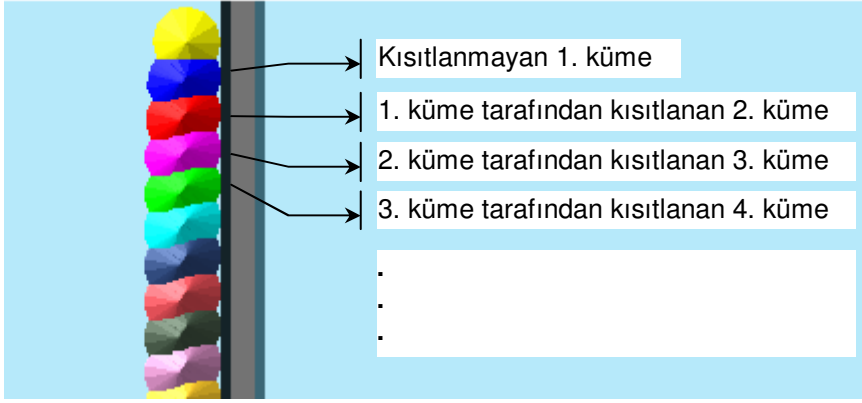 Kısıtlanmayan 1. küme
1. küme tarafından kısıtlanan 2. küme
2. küme tarafından kısıtlanan 3. küme
3. küme tarafından kısıtlanan 4. küme
.
.
.